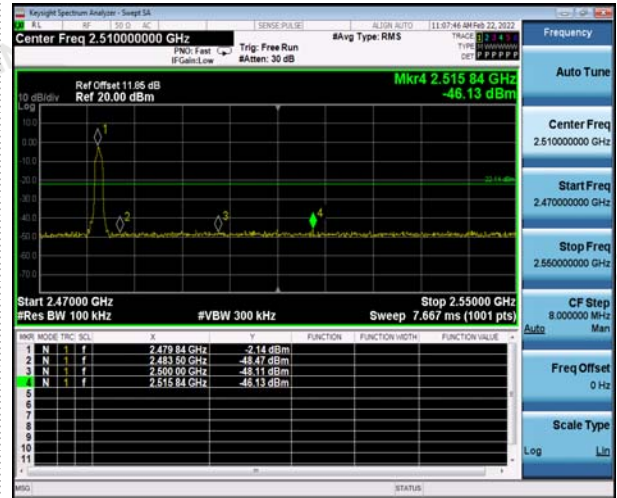 Keysight Spectrum Analyzer - Swept SA
RL RF 50 Ω AC SENSE:PULSE ALIGN AUTO 11:07:46 AM Feb 22, 2022
Center Freq 2.510000000 GHz
PNO: Fast
IFGain:Low
Trig: Free Run
#Atten: 30 dB
#Avg Type: RMS
TRACE 1 2 3 4 5 6
TYPE M W W W W W
DET P P P P P P
Ref Offset 11.85 dB
10 dB/div Ref 20.00 dBm
Log
Mkr4 2.515 84 GHz
-46.13 dBm
10.0
0.00
-10.0
-20.0
-30.0
-40.0
-50.0
-60.0
-70.0
1
2
3
4
-22.14 dBm
Start 2.47000 GHz Stop 2.55000 GHz
#Res BW 100 kHz #VBW 300 kHz Sweep 7.667 ms (1001 pts)
MKR MODE TRC SCL X Y FUNCTION FUNCTION WIDTH FUNCTION VALUE
1 N 1 f 2.479 84 GHz -2.14 dBm
2 N 1 f 2.483 50 GHz -48.47 dBm
3 N 1 f 2.500 00 GHz -48.11 dBm
4 N 1 f 2.515 84 GHz -46.13 dBm
5
6
7
8
9
10
11
MSG STATUS
Frequency
Auto Tune
Center Freq
2.510000000 GHz
Start Freq
2.470000000 GHz
Stop Freq
2.550000000 GHz
CF Step
8.000000 MHz
Auto Man
Freq Offset
0 Hz
Scale Type
Log Lin